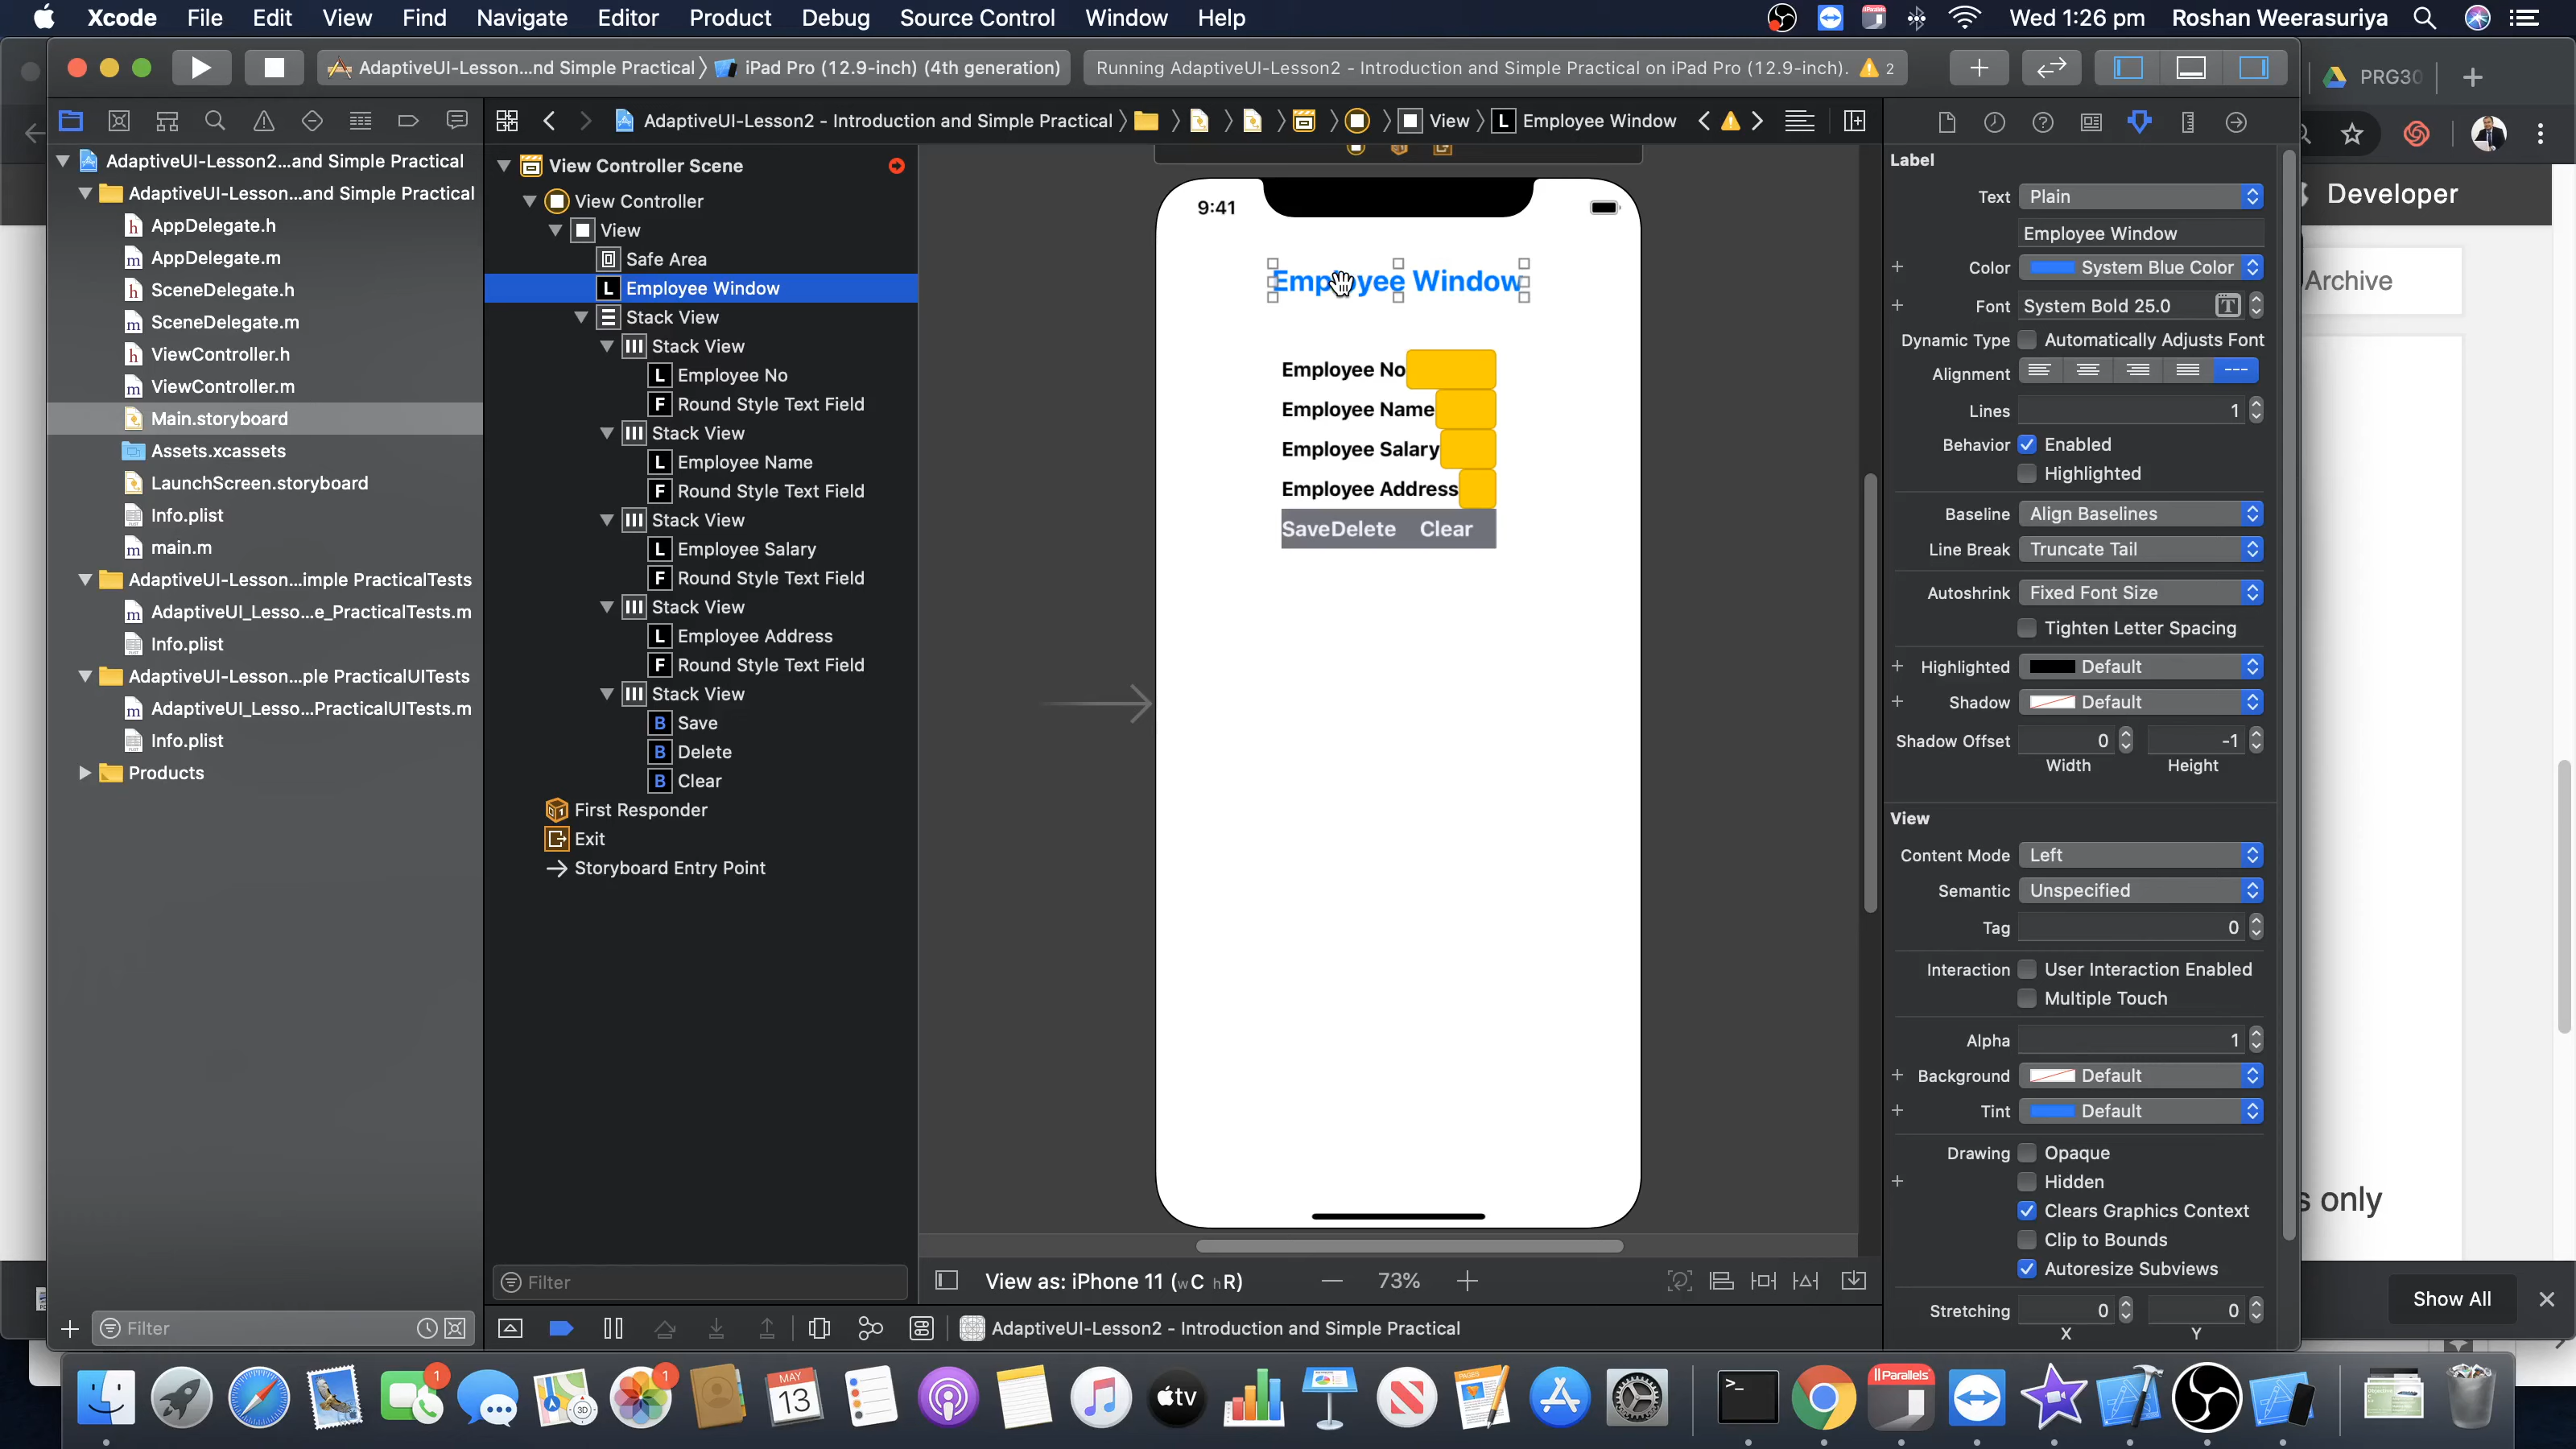 Xcode File Edit View Find Navigate Editor Product Debug Source Control Window Help
Wed 1:26 pm Roshan Weerasuriya
AdaptiveUI-Lesson...nd Simple Practical iPad Pro (12.9-inch) (4th generation)
Running AdaptiveUI-Lesson2 - Introduction and Simple Practical on iPad Pro (12.9-inch). 2
PRG30
AdaptiveUI-Lesson2 - Introduction and Simple Practical View L Employee Window
AdaptiveUI-Lesson2...and Simple Practical
AdaptiveUI-Lesson...and Simple Practical
h AppDelegate.h
m AppDelegate.m
h SceneDelegate.h
m SceneDelegate.m
h ViewController.h
m ViewController.m
Main.storyboard
Assets.xcassets
LaunchScreen.storyboard
Info.plist
m main.m
AdaptiveUI-Lesson...imple PracticalTests
m AdaptiveUI_Lesso...e_PracticalTests.m
Info.plist
AdaptiveUI-Lesson...ple PracticalUITests
m AdaptiveUI_Lesso...PracticalUITests.m
Info.plist
Products
Filter
View Controller Scene
View Controller
View
Safe Area
L Employee Window
Stack View
Stack View
L Employee No
F Round Style Text Field
Stack View
L Employee Name
F Round Style Text Field
Stack View
L Employee Salary
F Round Style Text Field
Stack View
L Employee Address
F Round Style Text Field
Stack View
B Save
B Delete
B Clear
First Responder
Exit
Storyboard Entry Point
Filter
9:41
Employee Window
Employee No
Employee Name
Employee Salary
Employee Address
Save Delete Clear
View as: iPhone 11 (wC hR)
73%
AdaptiveUI-Lesson2 - Introduction and Simple Practical
Label
Text Plain
Employee Window
Color System Blue Color
Font System Bold 25.0 T
Dynamic Type Automatically Adjusts Font
Alignment
Lines 1
Behavior Enabled
Highlighted
Baseline Align Baselines
Line Break Truncate Tail
Autoshrink Fixed Font Size
Tighten Letter Spacing
Highlighted Default
Shadow Default
Shadow Offset 0 -1
Width Height
View
Content Mode Left
Semantic Unspecified
Tag 0
Interaction User Interaction Enabled
Multiple Touch
Alpha 1
Background Default
Tint Default
Drawing Opaque
Hidden
Clears Graphics Context
Clip to Bounds
Autoresize Subviews
Stretching 0 0
X Y
Developer
Archive
s only
Show All
1
3D
1
MAY
13
tv
PAGES
Parallels